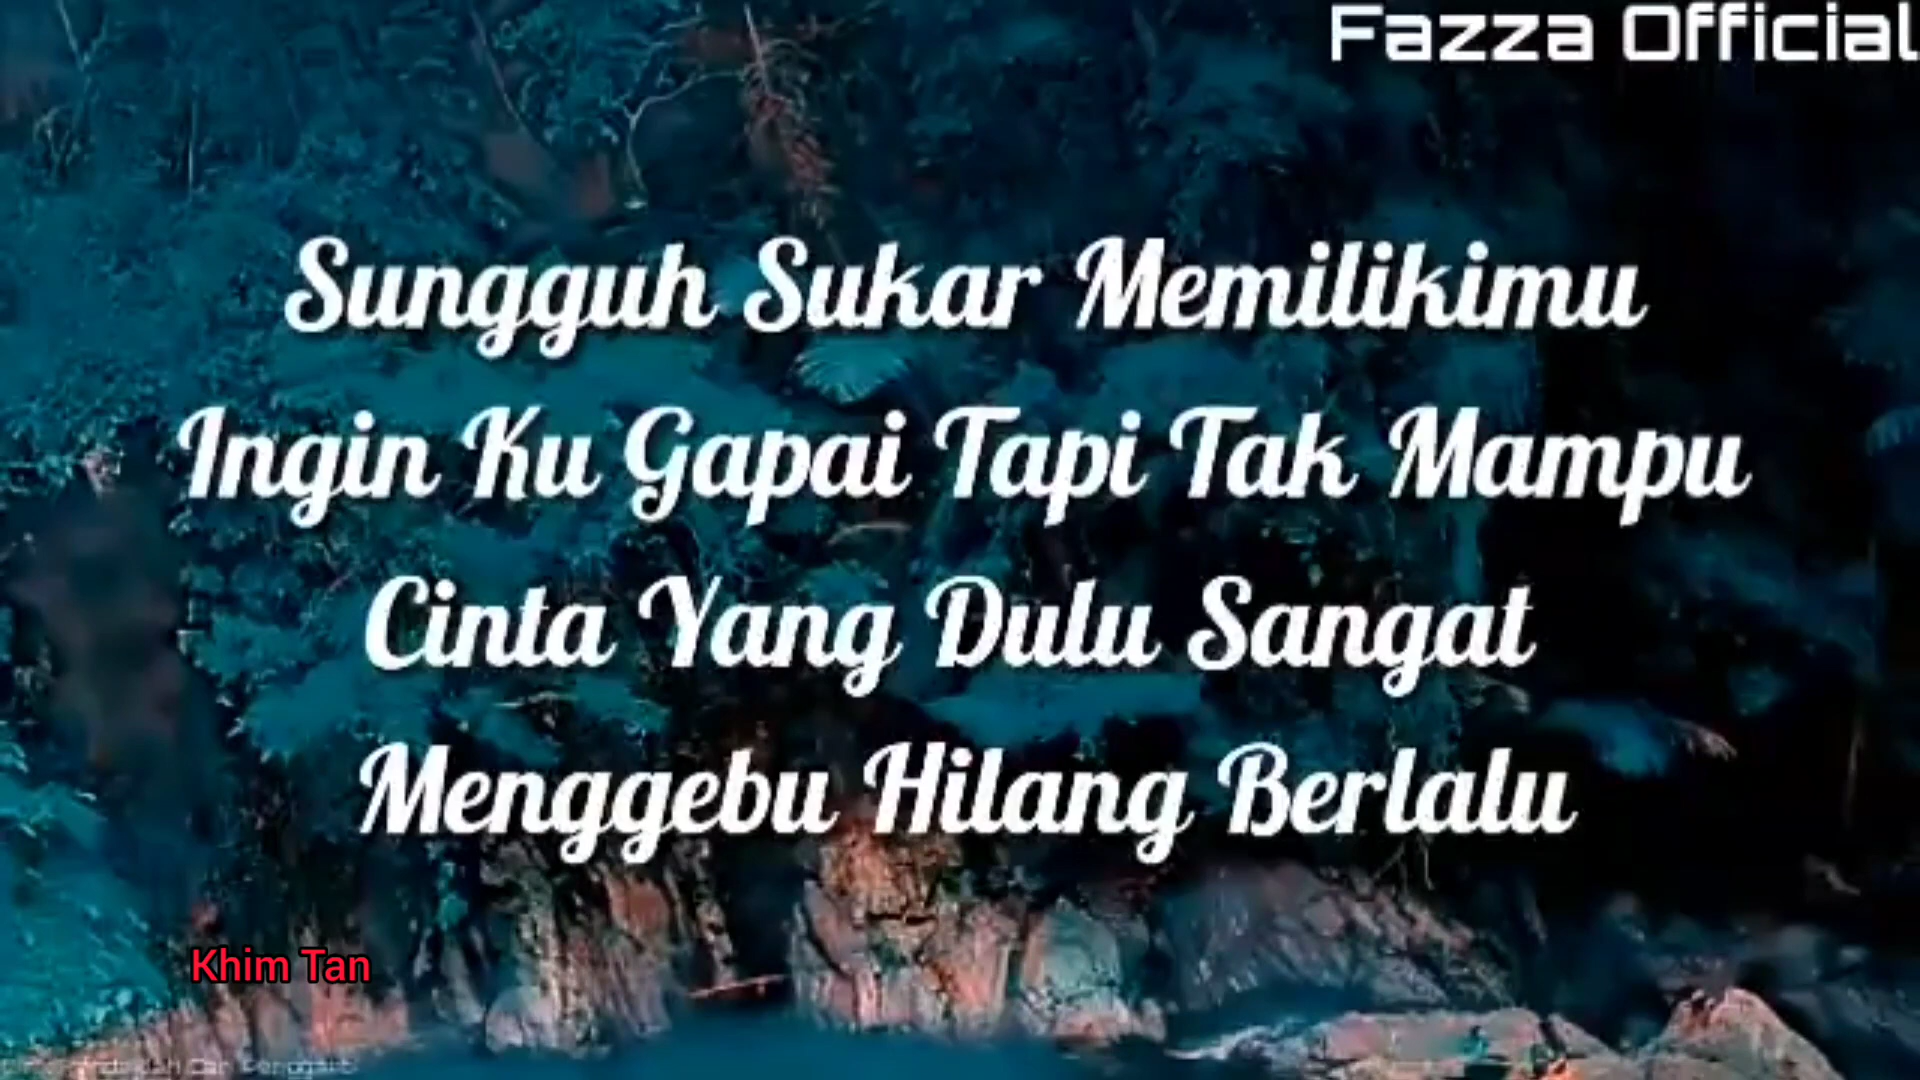 Fazza Official
Sungguh Sukar Memilikimu
Ingin Ku Gapai Tapi Tak Mampu
Cinta Yang Dulu Sangat
Menggebu Hilang Berlalu
Khim Tan